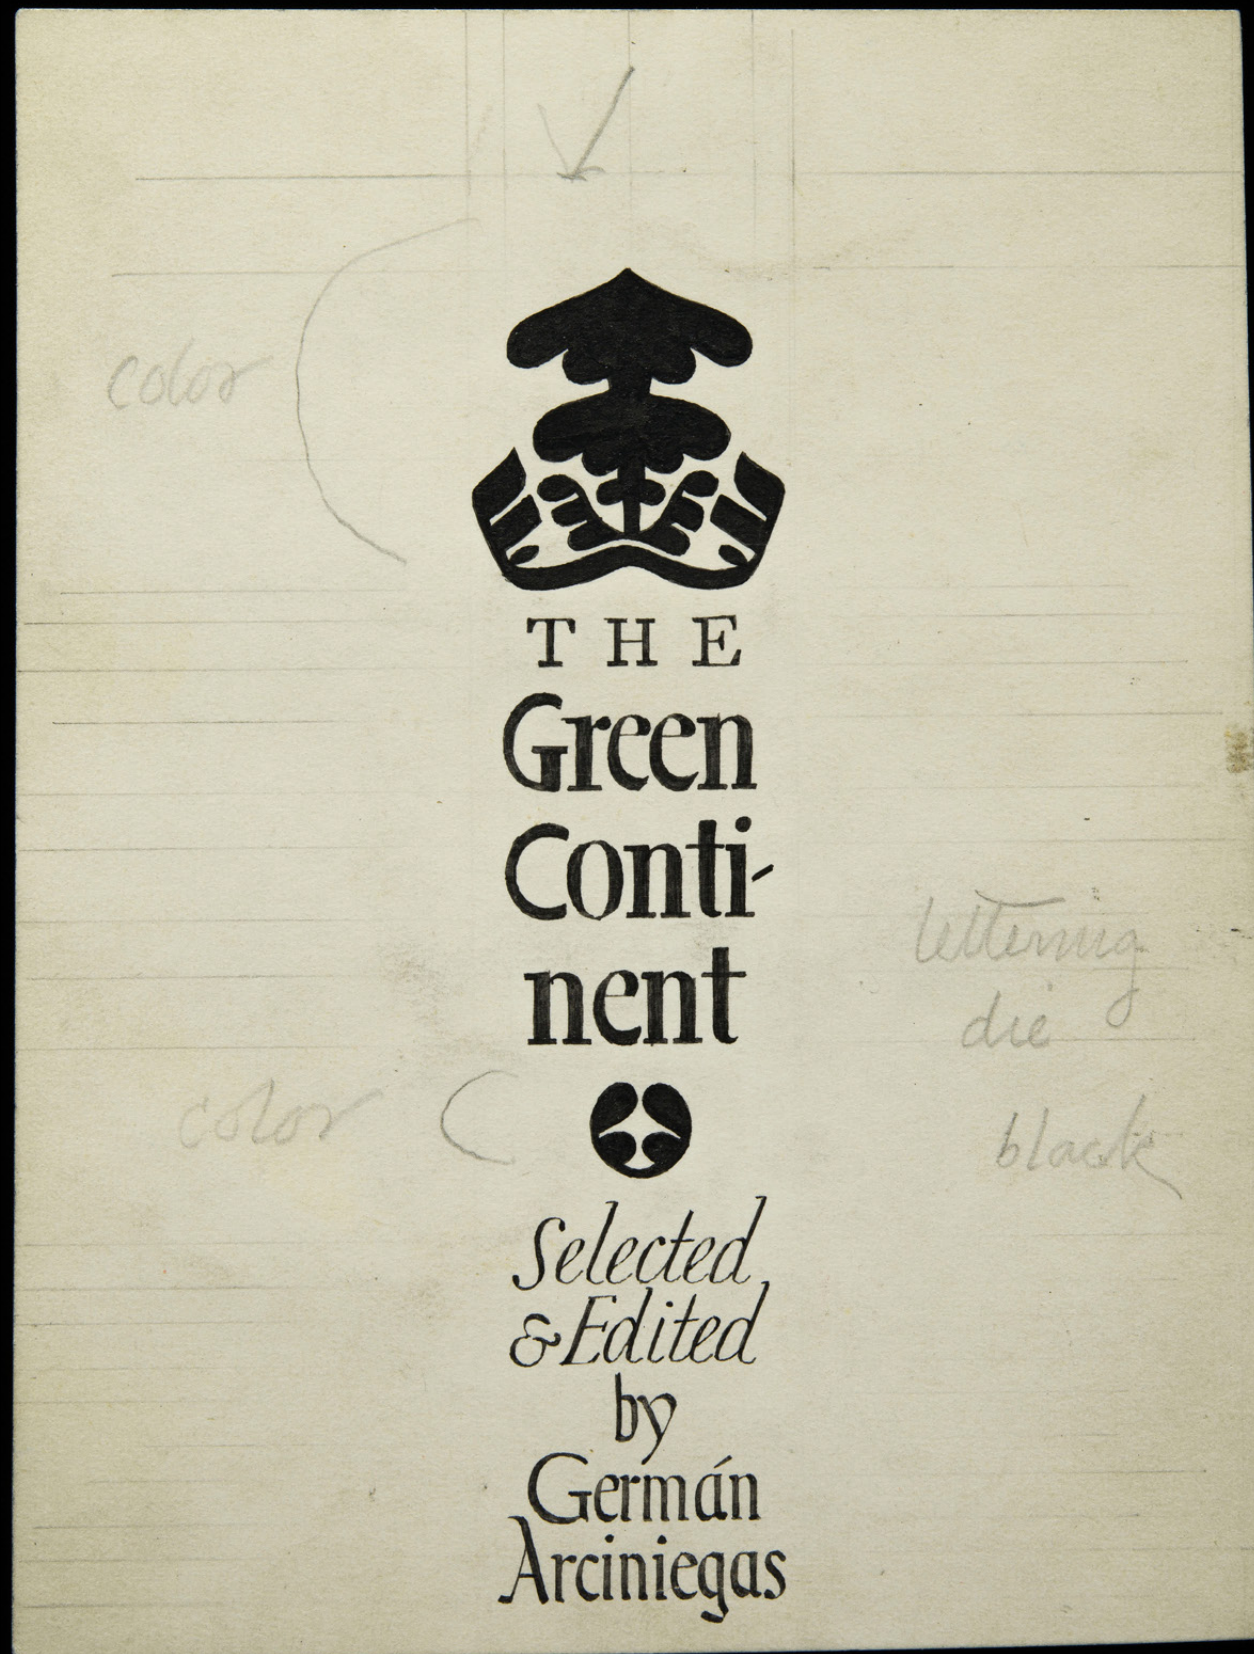 color
THE
Green
Conti-
nent
lettering
die
color
black
Selected
& Edited
by
Germán
Arciniegas